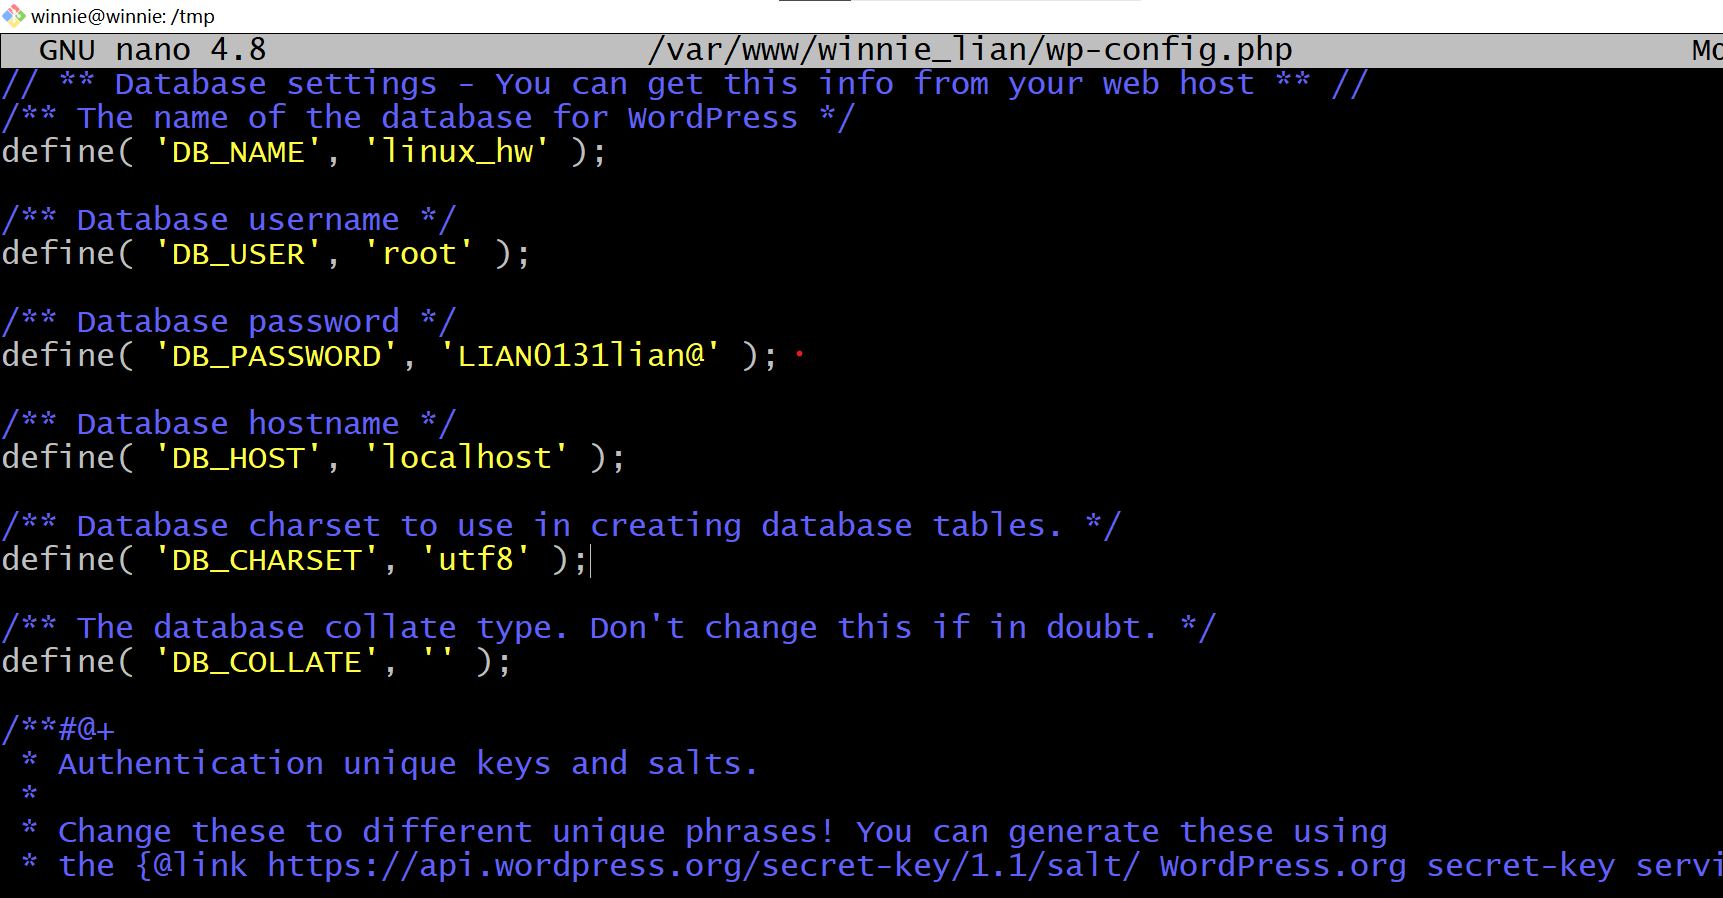 winnie@winnie: /tmp
GNU nano 4.8 /var/www/winnie_lian/wp-config.php Mo
// ** Database settings - You can get this info from your web host ** //
/** The name of the database for WordPress */
define( 'DB_NAME', 'linux_hw' );
/** Database username */
define( 'DB_USER', 'root' );
/** Database password */
define( 'DB_PASSWORD', 'LIAN0131lian@' );
/** Database hostname */
define( 'DB_HOST', 'localhost' );
/** Database charset to use in creating database tables. */
define( 'DB_CHARSET', 'utf8' );
/** The database collate type. Don't change this if in doubt. */
define( 'DB_COLLATE', '' );
/**#@+
 * Authentication unique keys and salts.
 *
 * Change these to different unique phrases! You can generate these using
 * the {@link https://api.wordpress.org/secret-key/1.1/salt/ WordPress.org secret-key servi